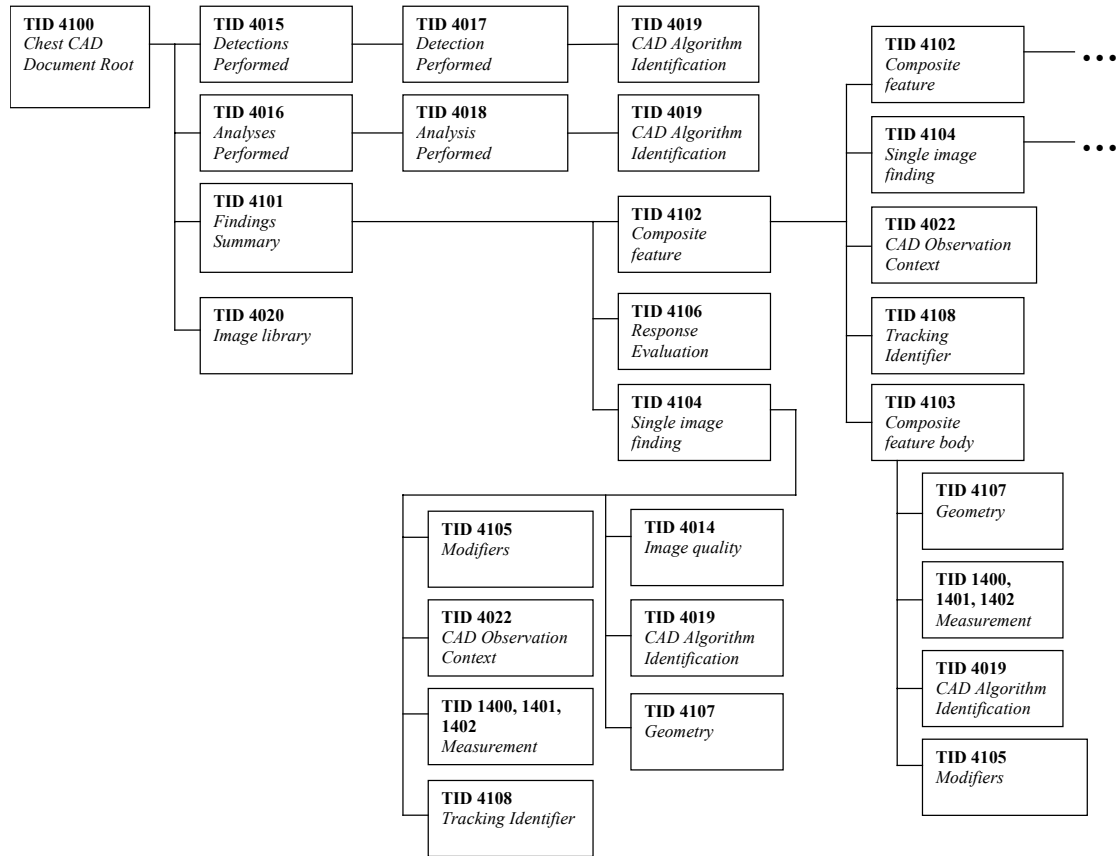 TID 4100
Chest CAD
Document Root
TID 4015
Detections
Performed
TID 4017
Detection
Performed
TID 4019
CAD Algorithm
Identification
TID 4102
Composite
feature
...
TID 4016
Analyses
Performed
TID 4018
Analysis
Performed
TID 4019
CAD Algorithm
Identification
TID 4104
Single image
finding
...
TID 4101
Findings
Summary
TID 4102
Composite
feature
TID 4022
CAD Observation
Context
TID 4020
Image library
TID 4106
Response
Evaluation
TID 4108
Tracking
Identifier
TID 4104
Single image
finding
TID 4103
Composite
feature body
TID 4105
Modifiers
TID 4014
Image quality
TID 4107
Geometry
TID 4022
CAD Observation
Context
TID 4019
CAD Algorithm
Identification
TID 1400,
1401, 1402
Measurement
TID 1400, 1401,
1402
Measurement
TID 4107
Geometry
TID 4019
CAD Algorithm
Identification
TID 4108
Tracking Identifier
TID 4105
Modifiers